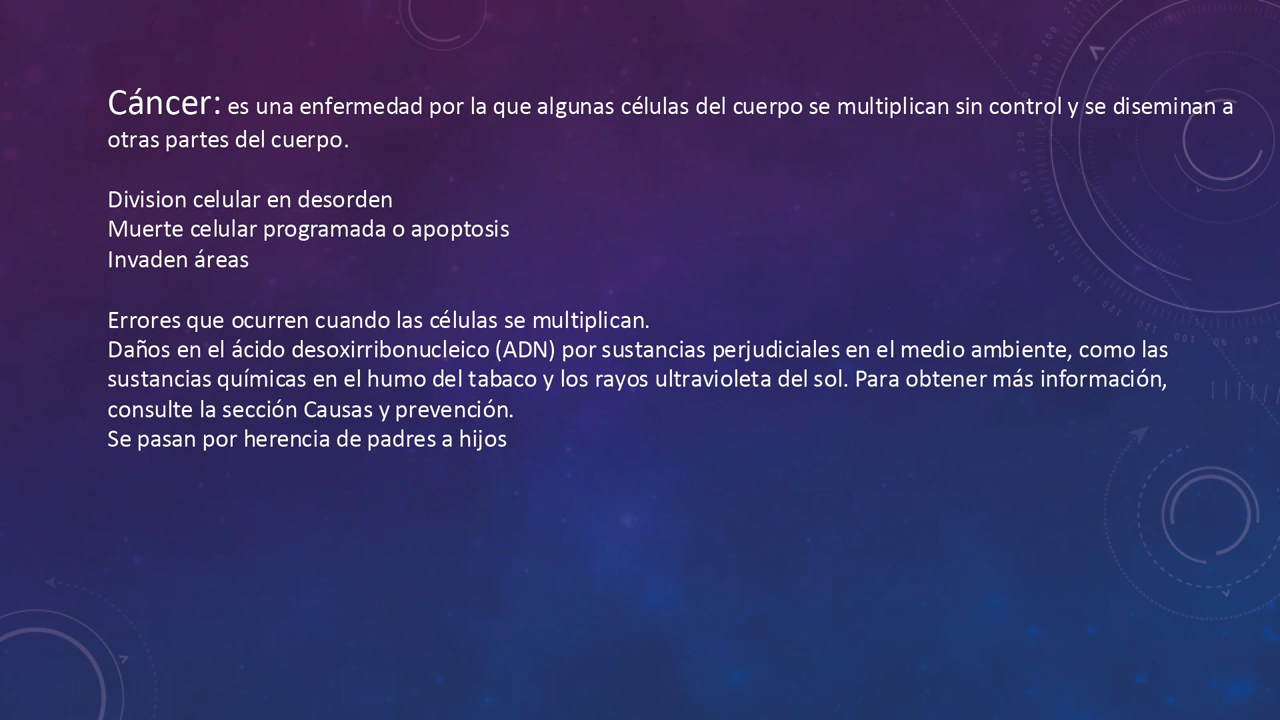 Cáncer: es una enfermedad por la que algunas células del cuerpo se multiplican sin control y se diseminan a
otras partes del cuerpo.
Division celular en desorden
Muerte celular programada o apoptosis
Invaden áreas
Errores que ocurren cuando las células se multiplican.
Daños en el ácido desoxirribonucleico (ADN) por sustancias perjudiciales en el medio ambiente, como las
sustancias químicas en el humo del tabaco y los rayos ultravioleta del sol. Para obtener más información,
consulte la sección Causas y prevención.
Se pasan por herencia de padres a hijos